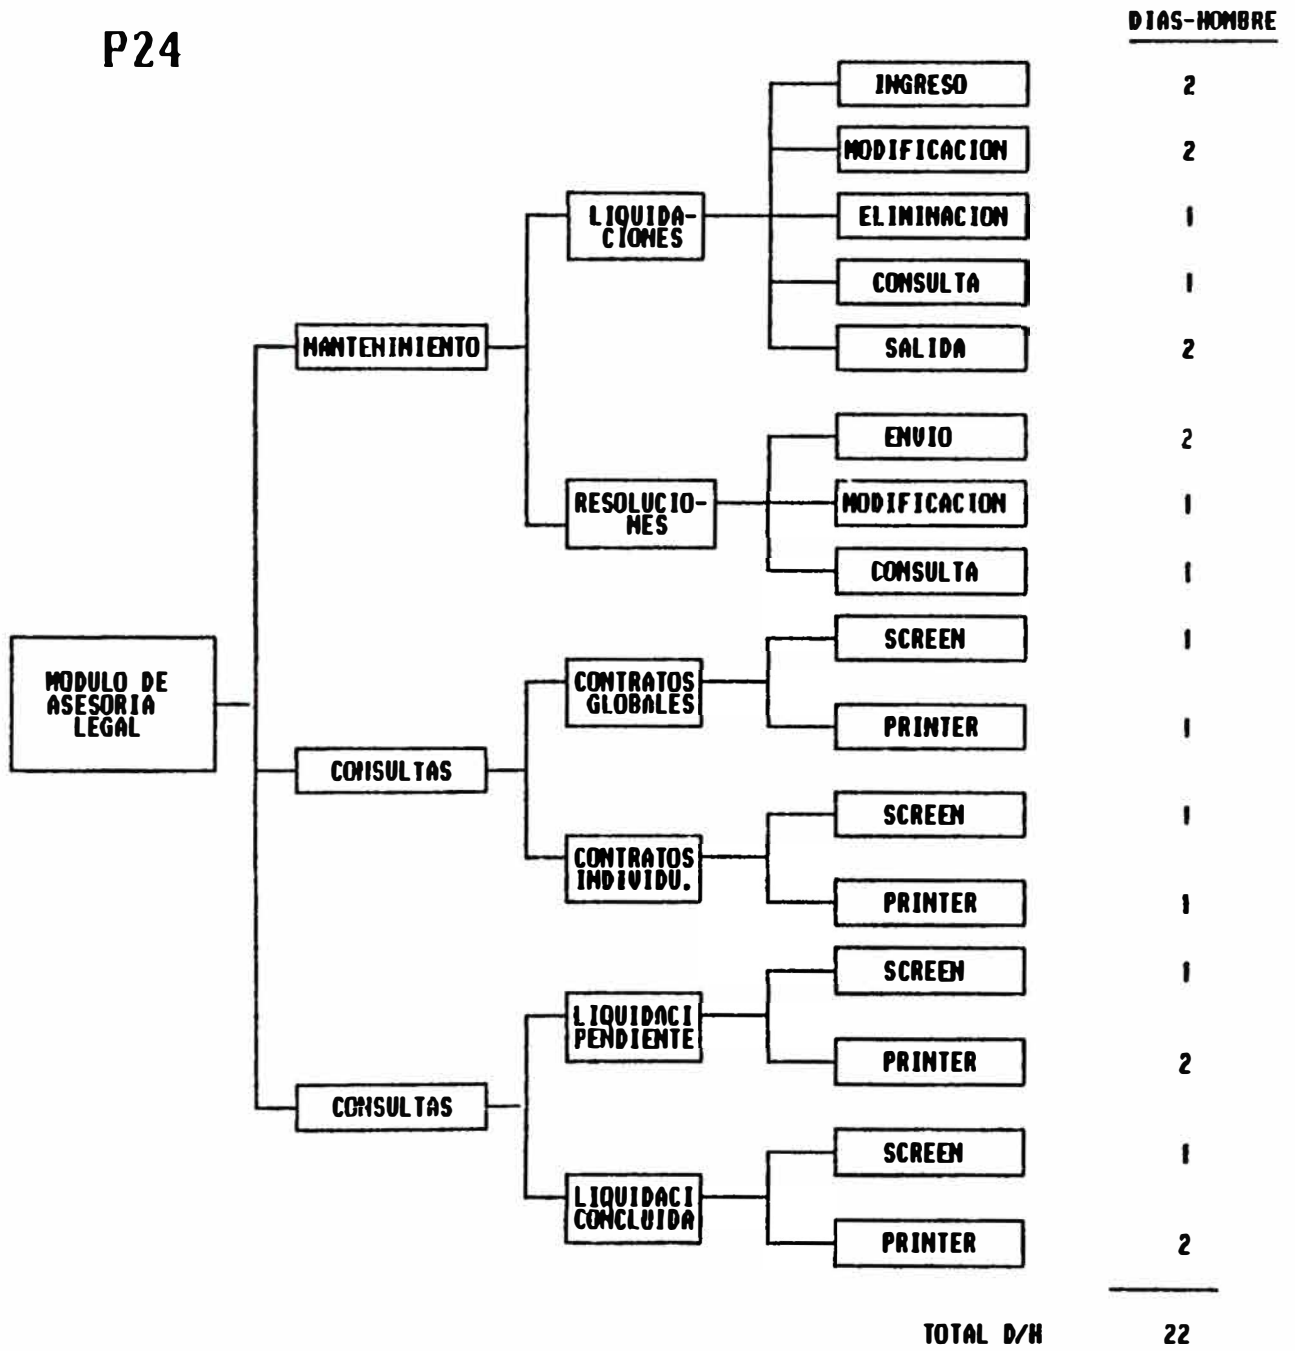 DIAS-HOMBRE
P24
INGRESO 2
MODIFICACION 2
LIQUIDA-
CIONES
ELIMINACION 1
CONSULTA 1
MANTENIMIENTO
SALIDA 2
ENVIO 2
RESOLUCIO-
NES
MODIFICACION 1
CONSULTA 1
SCREEN 1
MODULO DE
ASESORIA
LEGAL
CONTRATOS
GLOBALES
PRINTER 1
CONSULTAS
SCREEN 1
CONTRATOS
INDIVIDU.
PRINTER 1
SCREEN 1
LIQUIDACI
PENDIENTE
PRINTER 2
CONSULTAS
SCREEN 1
LIQUIDACI
CONCLUIDA
PRINTER 2
TOTAL D/H 22